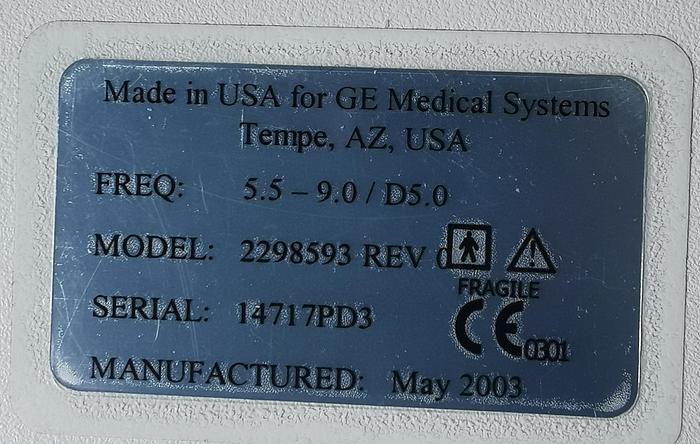 Made in USA for GE Medical Systems
Tempe, AZ, USA
FREQ: 5.5 – 9.0 / D5.0
MODEL: 2298593 REV 0
FRAGILE
SERIAL: 14717PD3
CE 0301
MANUFACTURED: May 2003